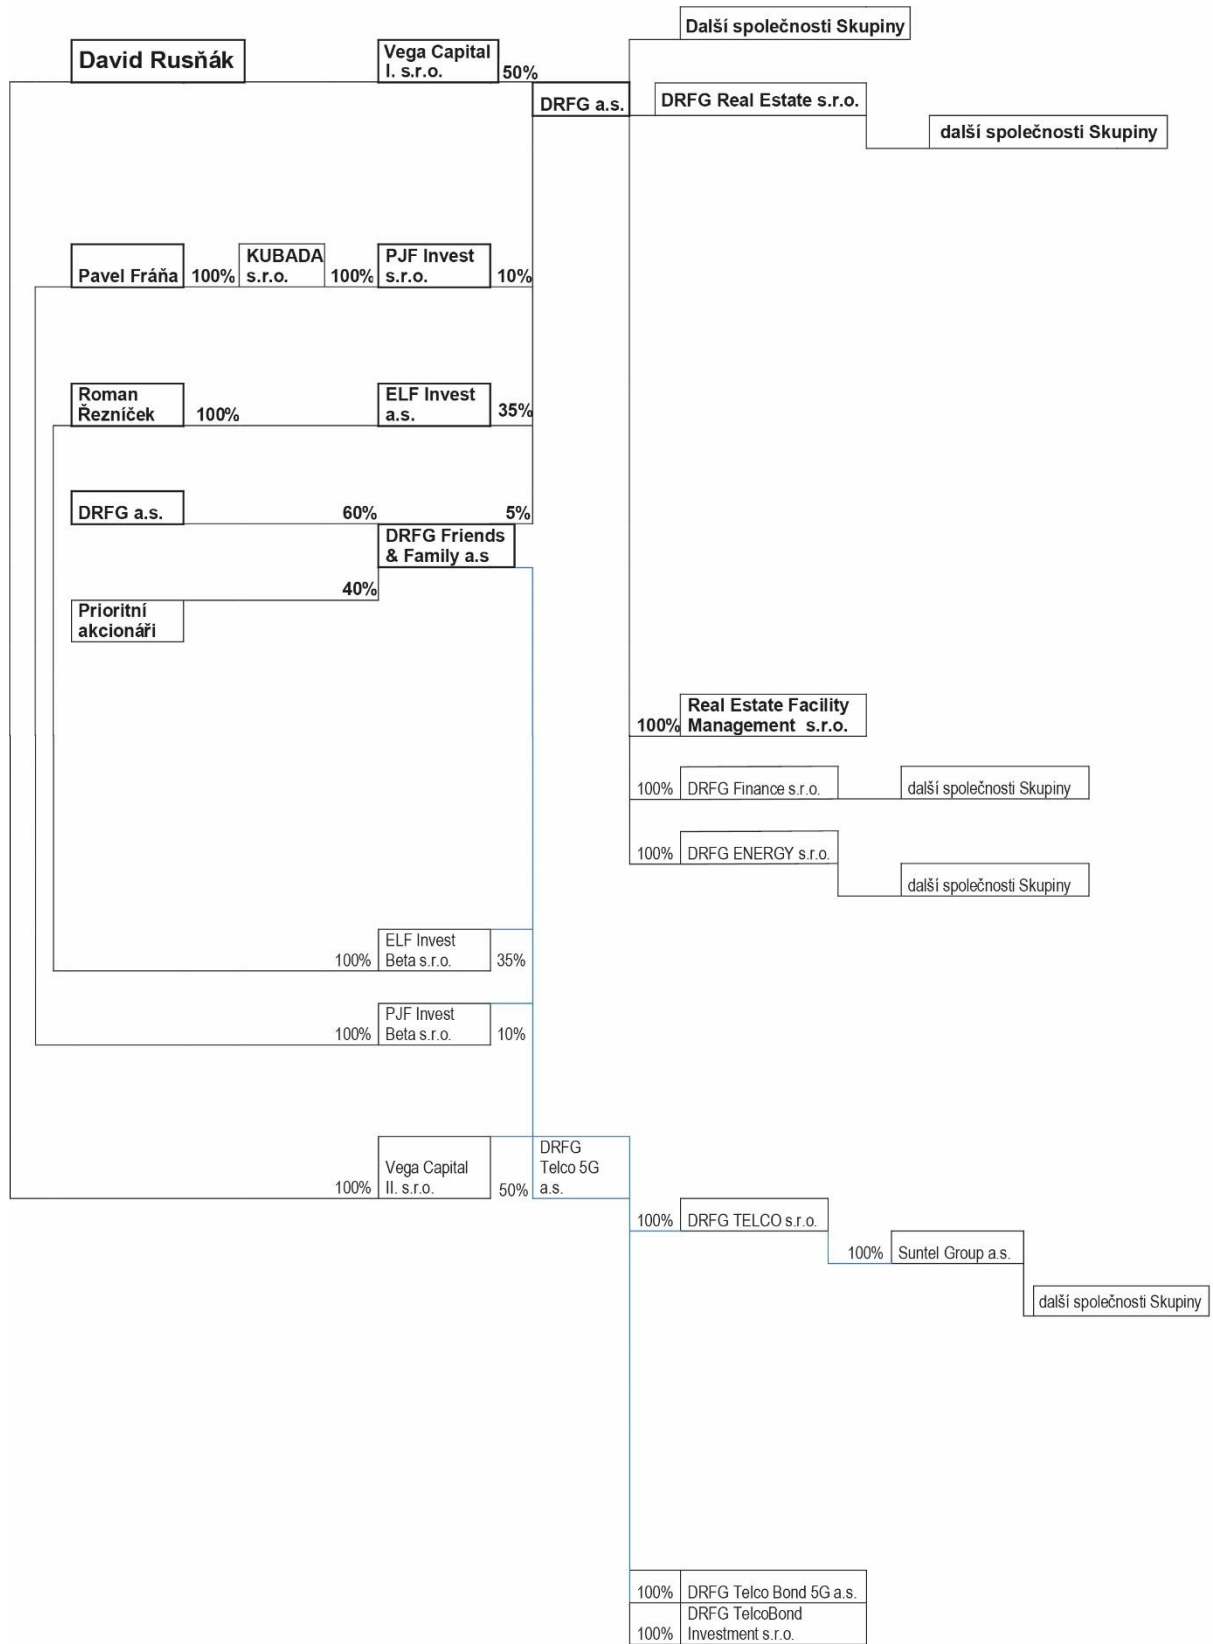 Další společnosti Skupiny
David Rusňák
Vega Capital
I. s.r.o.
50%
DRFG a.s.
DRFG Real Estate s.r.o.
další společnosti Skupiny
Pavel Fráňa
100%
KUBADA
s.r.o.
100%
PJF Invest
s.r.o.
10%
Roman
Řezníček
100%
ELF Invest
a.s.
35%
DRFG a.s.
60%
5%
DRFG Friends
& Family a.s
40%
Prioritní
akcionáři
100%
Real Estate Facility
Management s.r.o.
100%
DRFG Finance s.r.o.
další společnosti Skupiny
100%
DRFG ENERGY s.r.o.
další společnosti Skupiny
100%
ELF Invest
Beta s.r.o.
35%
100%
PJF Invest
Beta s.r.o.
10%
100%
Vega Capital
II. s.r.o.
50%
DRFG
Telco 5G
a.s.
100%
DRFG TELCO s.r.o.
100%
Suntel Group a.s.
další společnosti Skupiny
100%
DRFG Telco Bond 5G a.s.
100%
DRFG TelcoBond
Investment s.r.o.